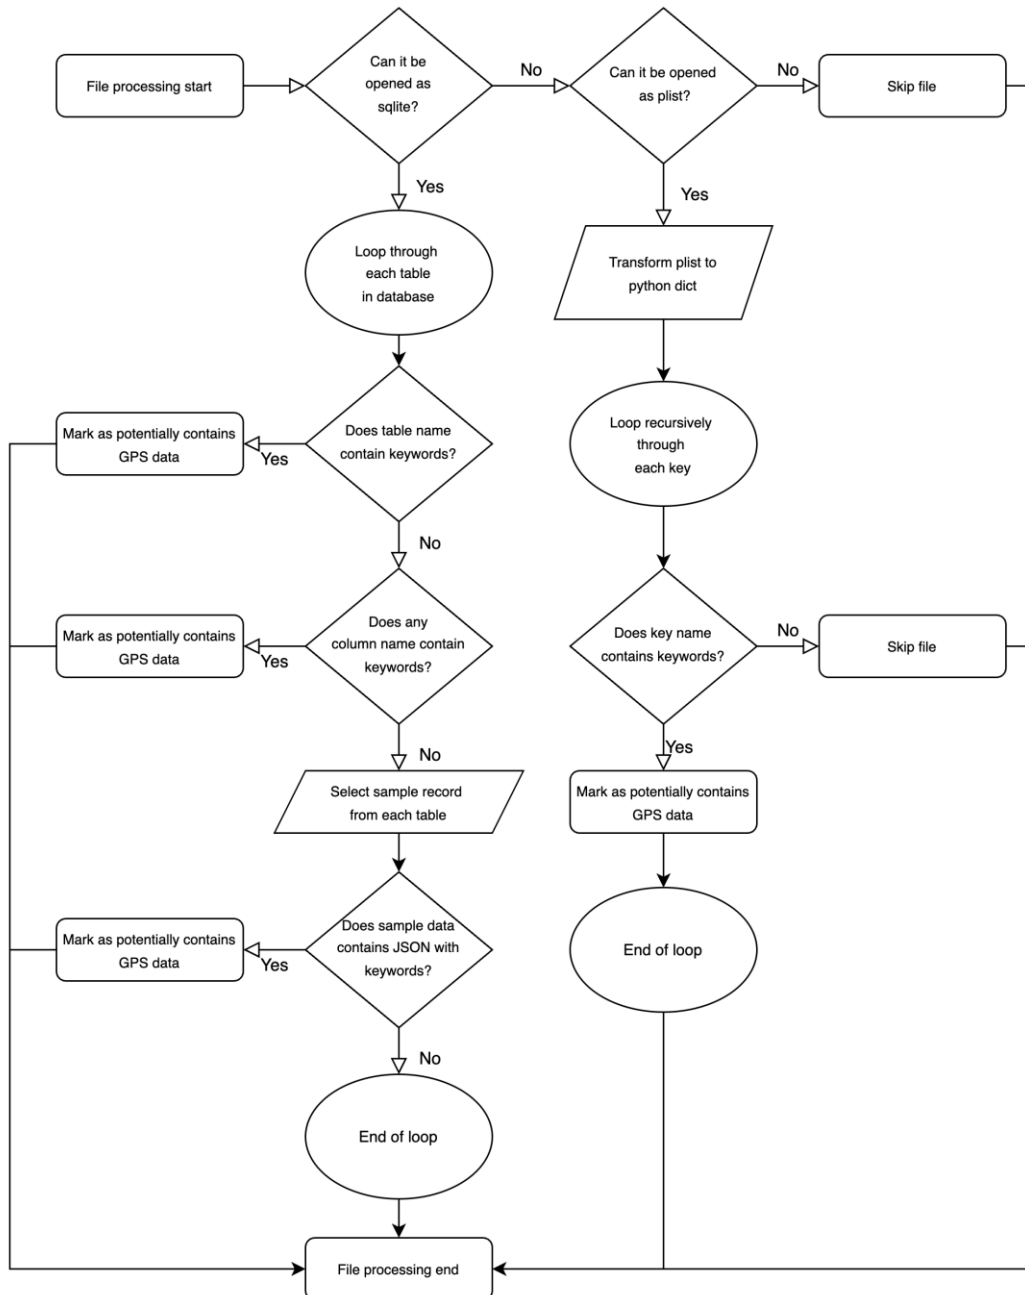 File processing start
Can it be
opened as
sqlite?
No
Can it be opened
as plist?
No
Skip file
Yes
Yes
Loop through
each table
in database
Transform plist to
python dict
Mark as potentially contains
GPS data
Yes
Does table name
contain keywords?
Loop recursively
through
each key
No
Mark as potentially contains
GPS data
Yes
Does any
column name contain
keywords?
Does key name
contains keywords?
No
Skip file
No
Yes
Select sample record
from each table
Mark as potentially contains
GPS data
Mark as potentially contains
GPS data
Yes
Does sample data
contains JSON with
keywords?
End of loop
No
End of loop
File processing end